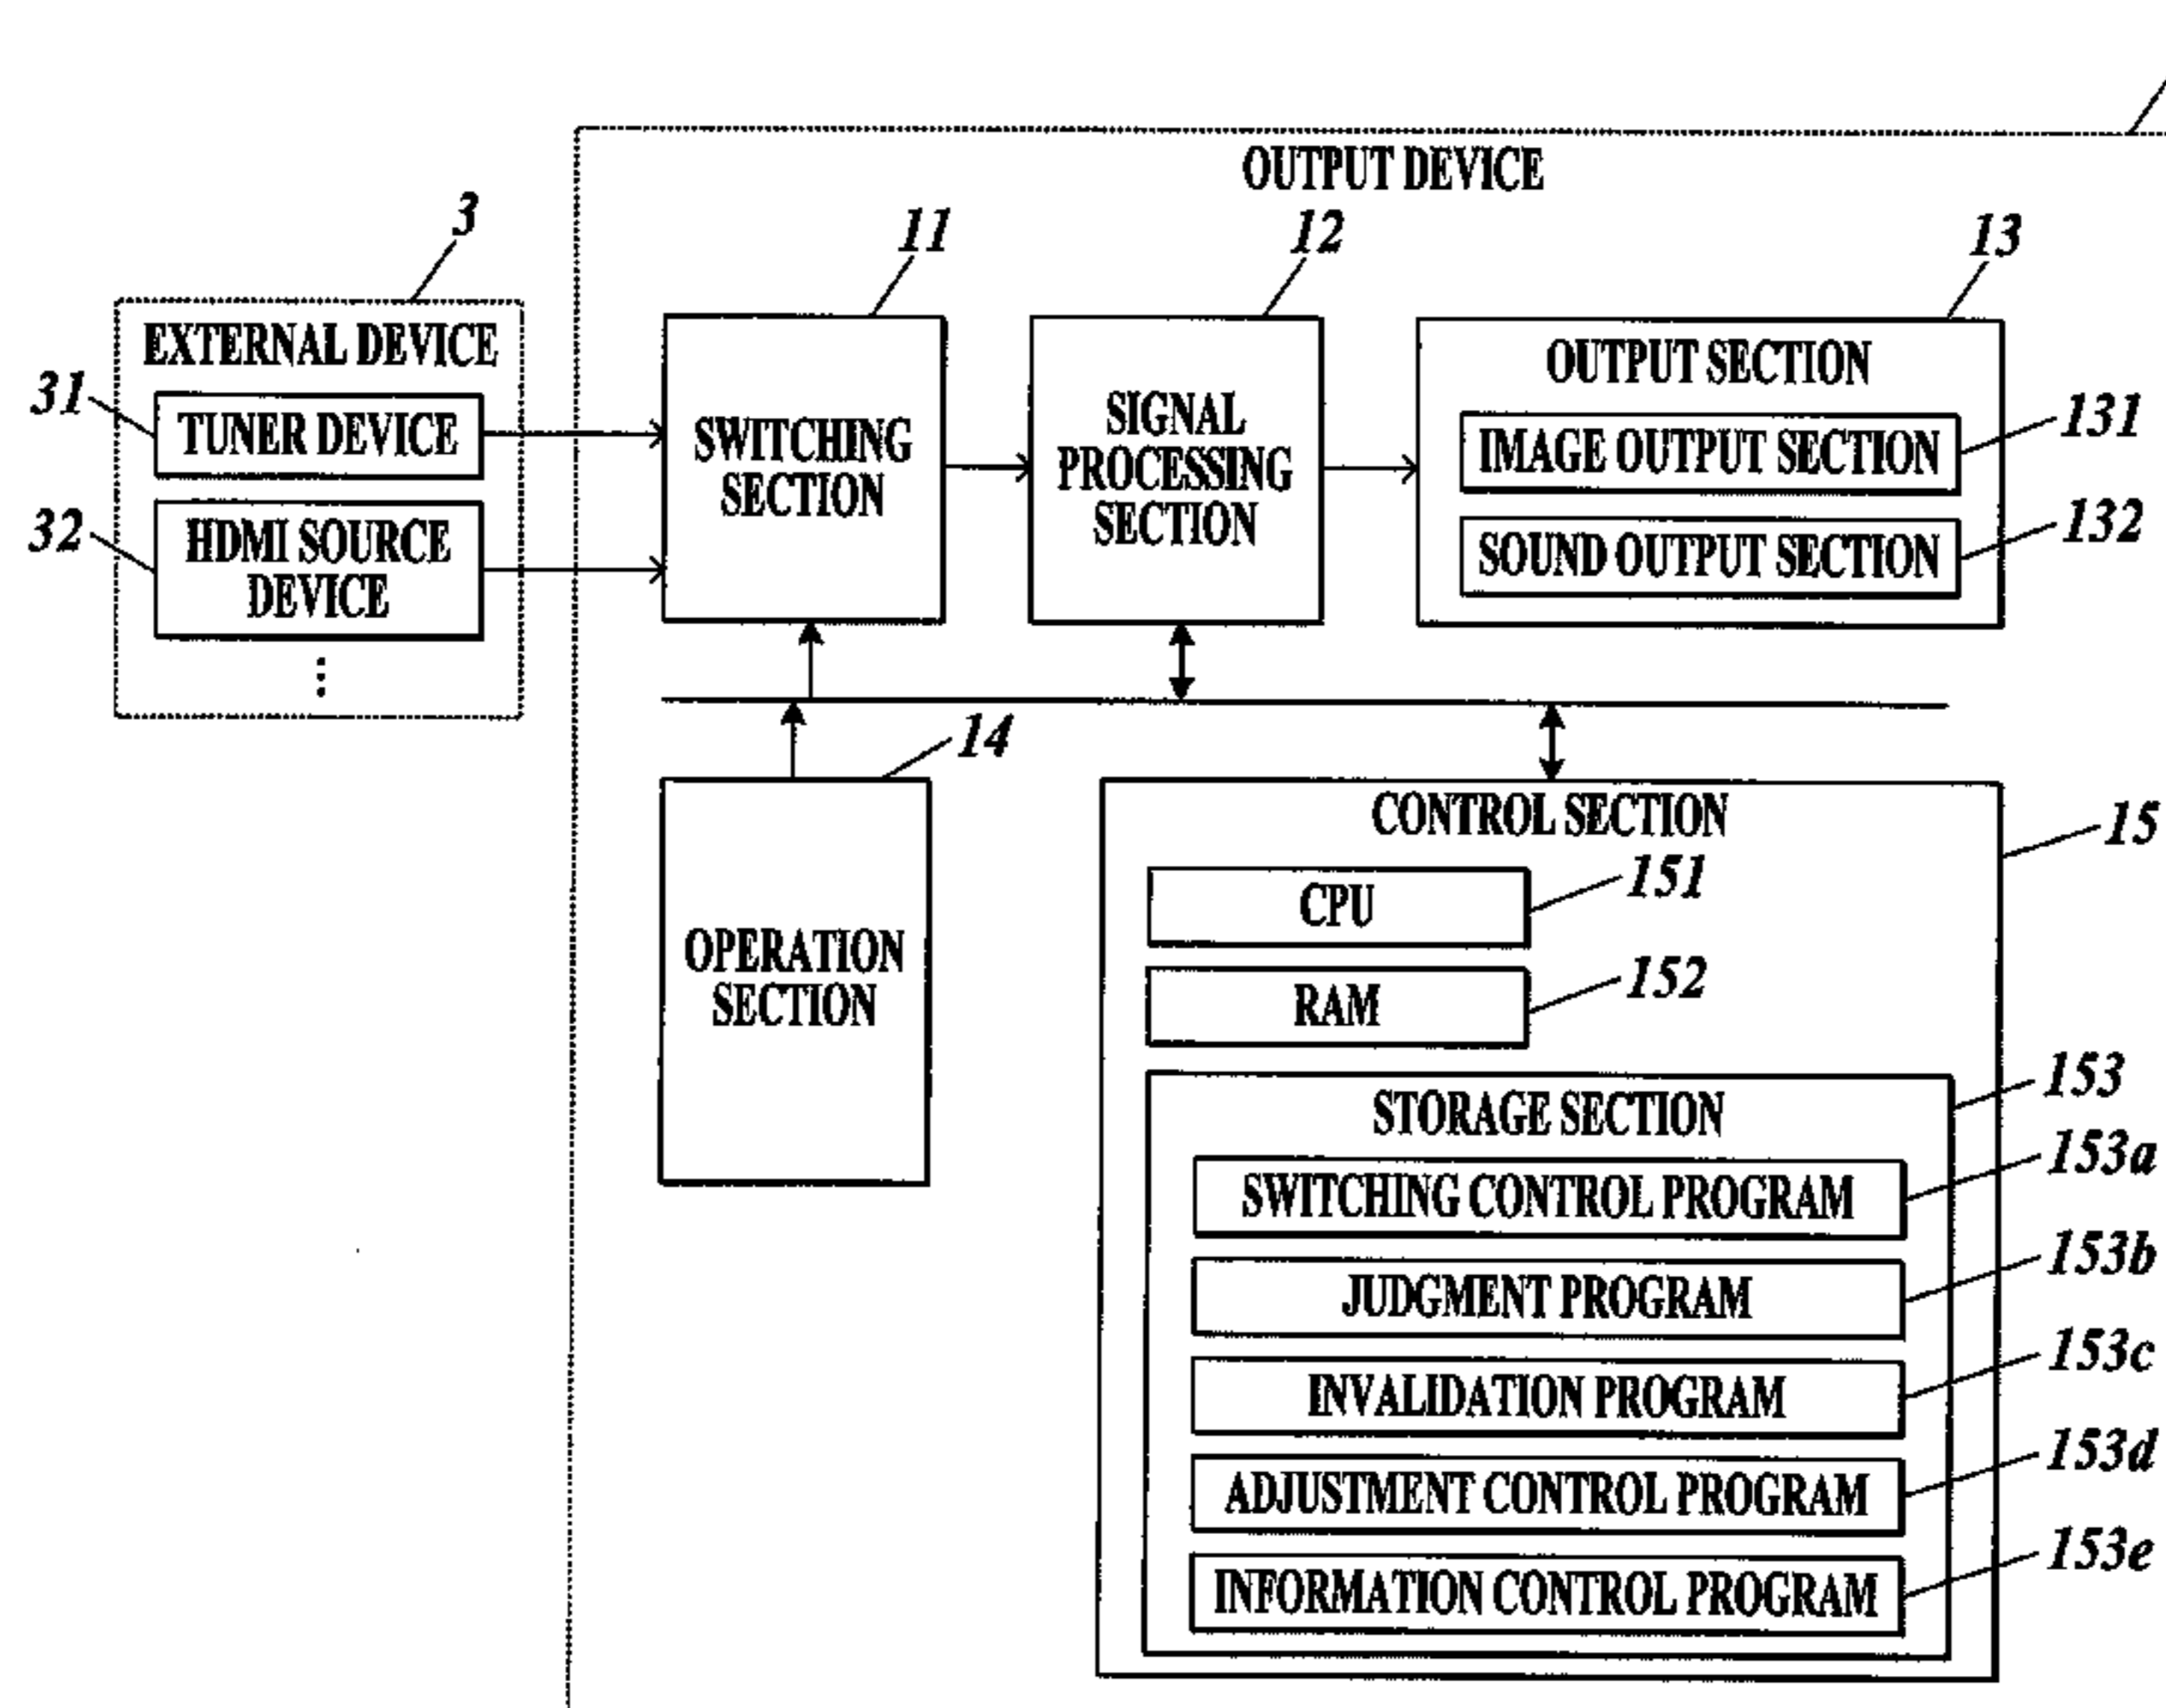 OUTPUT DEVICE
3
11
12
13
EXTERNAL DEVICE
31
TUNER DEVICE
32
HDMI SOURCE
DEVICE
SWITCHING
SECTION
SIGNAL
PROCESSING
SECTION
OUTPUT SECTION
IMAGE OUTPUT SECTION
131
SOUND OUTPUT SECTION
132
14
OPERATION
SECTION
CONTROL SECTION
15
CPU
151
RAM
152
STORAGE SECTION
153
SWITCHING CONTROL PROGRAM
153a
JUDGMENT PROGRAM
153b
INVALIDATION PROGRAM
153c
ADJUSTMENT CONTROL PROGRAM
153d
INFORMATION CONTROL PROGRAM
153e